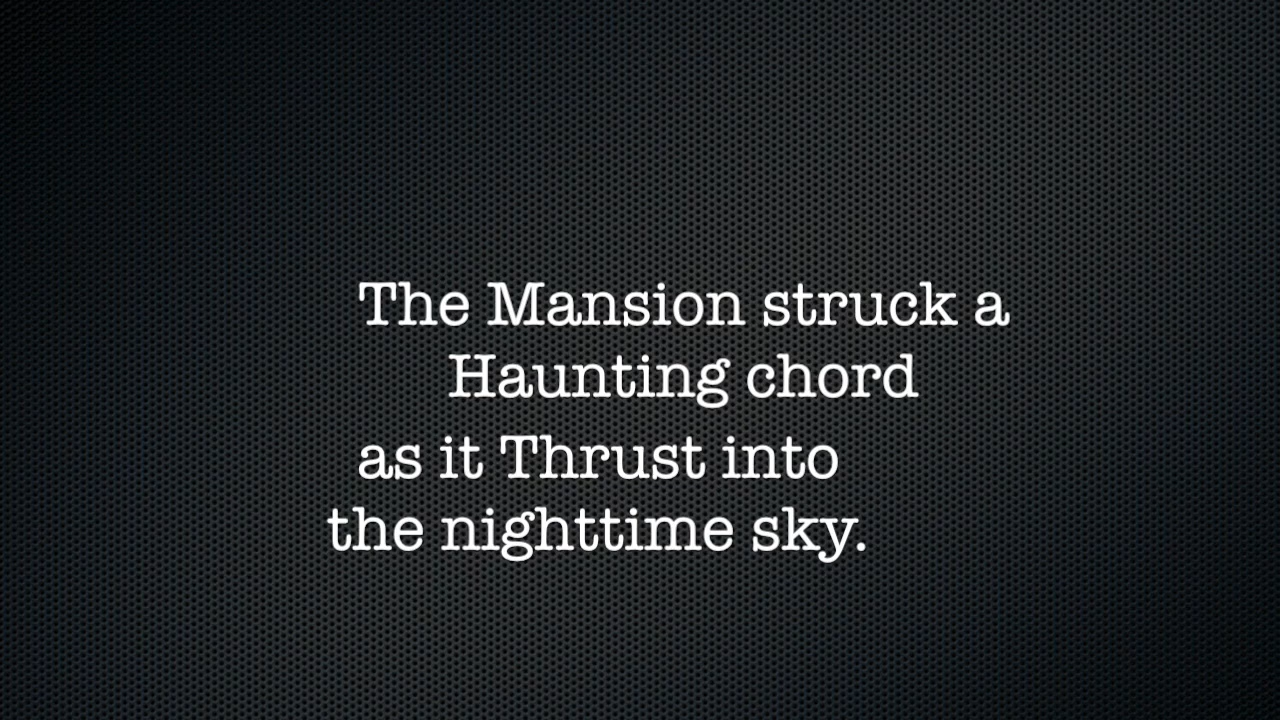 The Mansion struck a
Haunting chord
as it Thrust into
the nighttime sky.